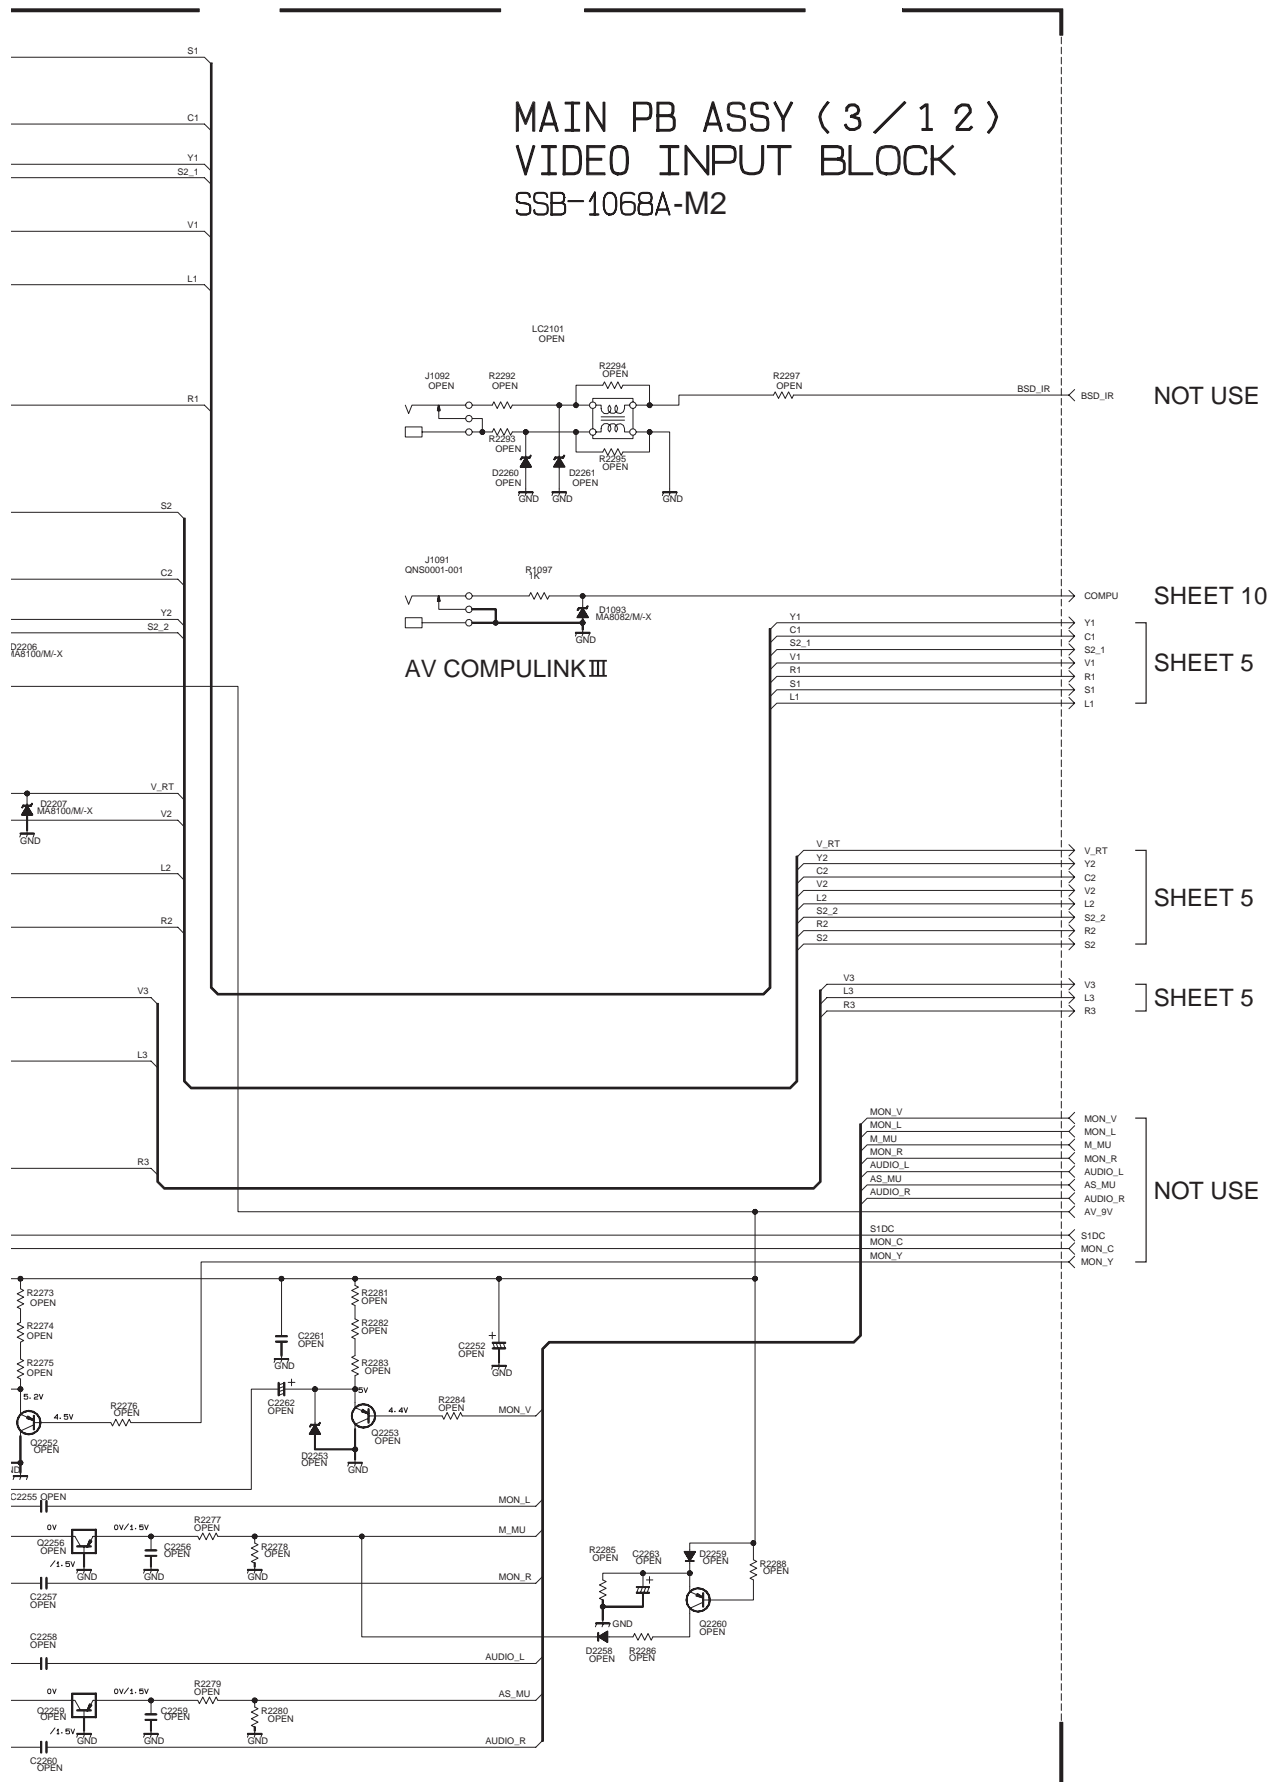 S1
C1
Y1
S2_1
V1
L1
R1
MAIN PB ASSY (3/12)
VIDEO INPUT BLOCK
SSB-1068A-M2
LC2101
OPEN
J1092
OPEN
R2292
OPEN
R2294
OPEN
R2297
OPEN
BSD_IR
BSD_IR
NOT USE
R2293
OPEN
R2295
OPEN
D2260
OPEN
D2261
OPEN
GND
GND
GND
S2
C2
Y2
S2_2
D2206
MA8100/M/-X
J1091
QNS0001-001
R1097
1K
D1093
MA8082/M/-X
GND
COMPU
SHEET 10
AV COMPULINK III
Y1
C1
S2_1
V1
R1
S1
L1
Y1
C1
S2_1
V1
R1
S1
L1
SHEET 5
V_RT
D2207
MA8100/M/-X
GND
V2
L2
R2
V_RT
Y2
C2
V2
L2
S2_2
R2
S2
V_RT
Y2
C2
V2
L2
S2_2
R2
S2
SHEET 5
V3
L3
R3
V3
L3
R3
V3
L3
R3
SHEET 5
MON_V
MON_L
M_MU
MON_R
AUDIO_L
AS_MU
AUDIO_R
S1DC
MON_C
MON_Y
MON_V
MON_L
M_MU
MON_R
AUDIO_L
AS_MU
AUDIO_R
AV_9V
S1DC
MON_C
MON_Y
NOT USE
R2273
OPEN
R2274
OPEN
R2275
OPEN
5.2V
4.5V
Q2252
OPEN
GND
R2276
OPEN
C2261
OPEN
GND
R2281
OPEN
R2282
OPEN
R2283
OPEN
C2262
OPEN
+
5V
4.4V
Q2253
OPEN
D2253
OPEN
GND
R2284
OPEN
+
C2252
OPEN
GND
MON_V
C2255 OPEN
MON_L
0V
Q2256
OPEN
/1.5V
GND
0V/1.5V
C2256
OPEN
GND
R2277
OPEN
R2278
OPEN
GND
M_MU
C2257
OPEN
MON_R
R2285
OPEN
C2263
OPEN
+
D2259
OPEN
R2288
OPEN
GND
Q2260
OPEN
D2258
OPEN
R2286
OPEN
C2258
OPEN
AUDIO_L
0V
Q2259
OPEN
/1.5V
GND
0V/1.5V
C2259
OPEN
GND
R2279
OPEN
R2280
OPEN
GND
AS_MU
C2260
OPEN
AUDIO_R